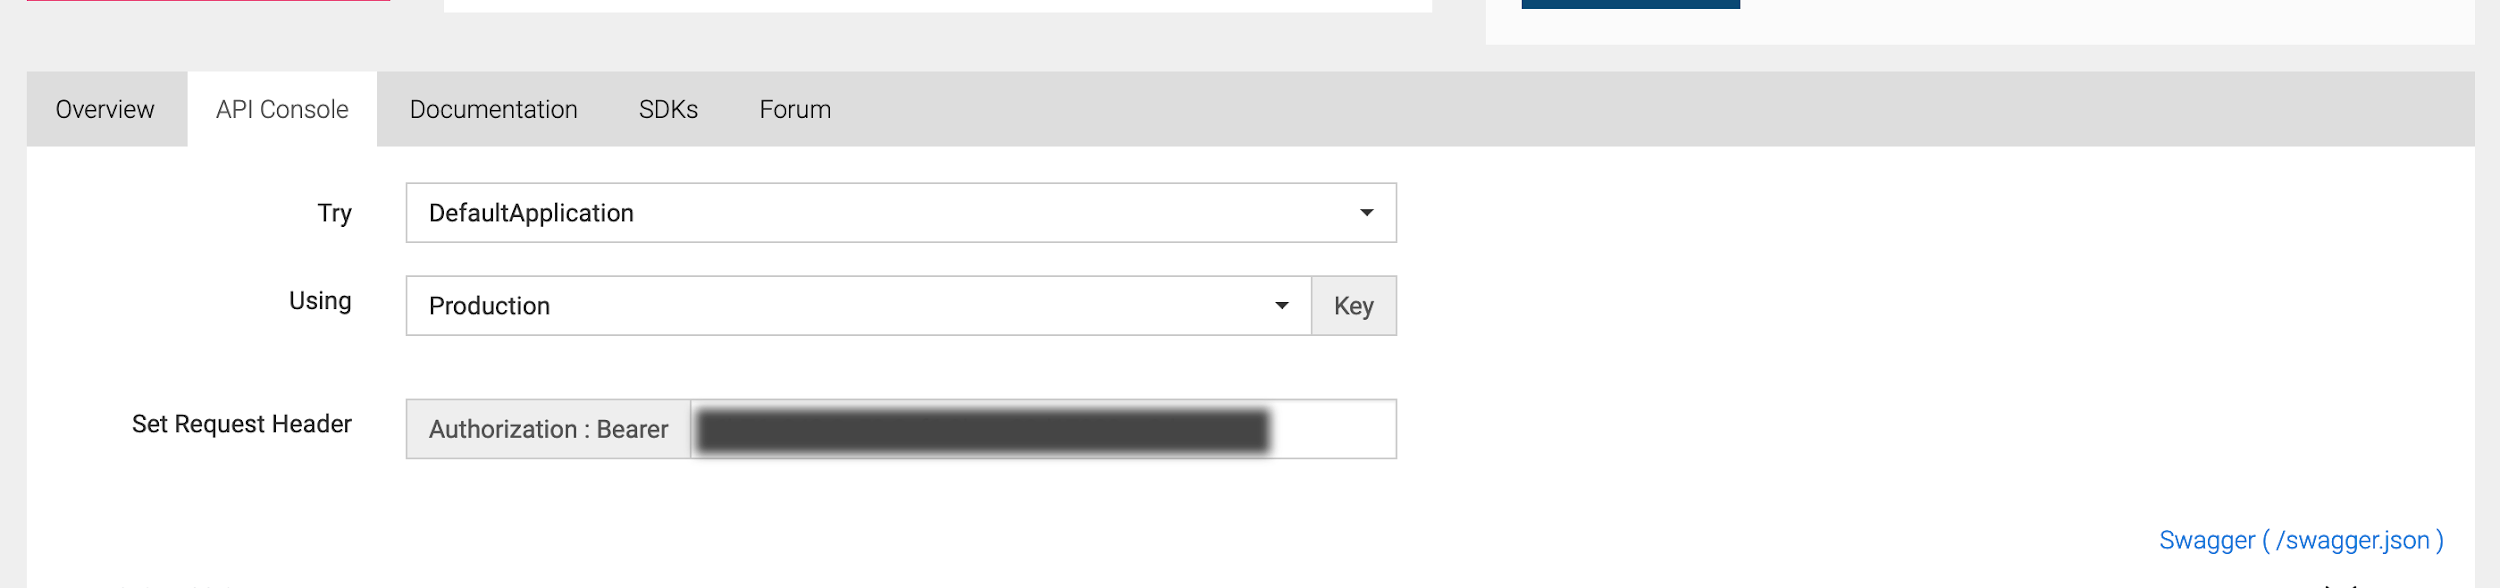 Overview API Console Documentation SDKs Forum
Try DefaultApplication
Using Production Key
Set Request Header Authorization : Bearer
Swagger ( /swagger.json )